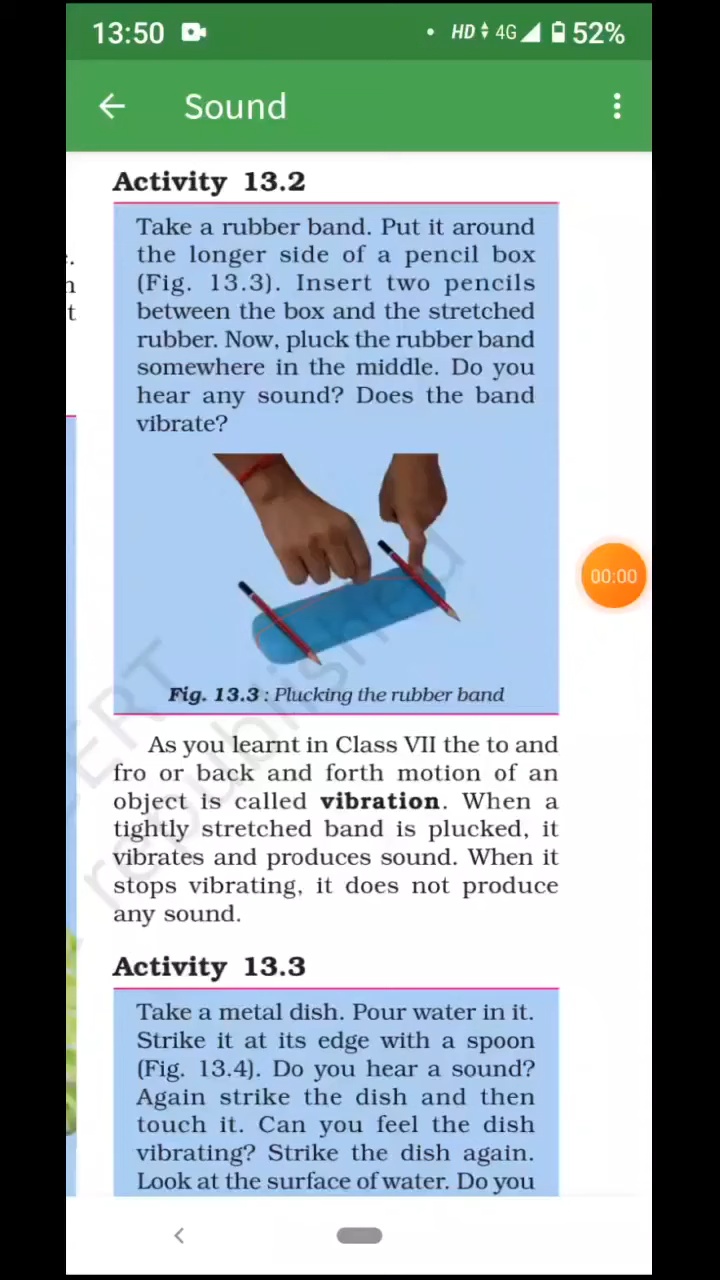 13:50 HD 4G 52%
Sound
Activity 13.2
Take a rubber band. Put it around
the longer side of a pencil box
(Fig. 13.3). Insert two pencils
between the box and the stretched
rubber. Now, pluck the rubber band
somewhere in the middle. Do you
hear any sound? Does the band
vibrate?
00:00
Fig. 13.3 : Plucking the rubber band
As you learnt in Class VII the to and
fro or back and forth motion of an
object is called vibration. When a
tightly stretched band is plucked, it
vibrates and produces sound. When it
stops vibrating, it does not produce
any sound.
Activity 13.3
Take a metal dish. Pour water in it.
Strike it at its edge with a spoon
(Fig. 13.4). Do you hear a sound?
Again strike the dish and then
touch it. Can you feel the dish
vibrating? Strike the dish again.
Look at the surface of water. Do you
republished